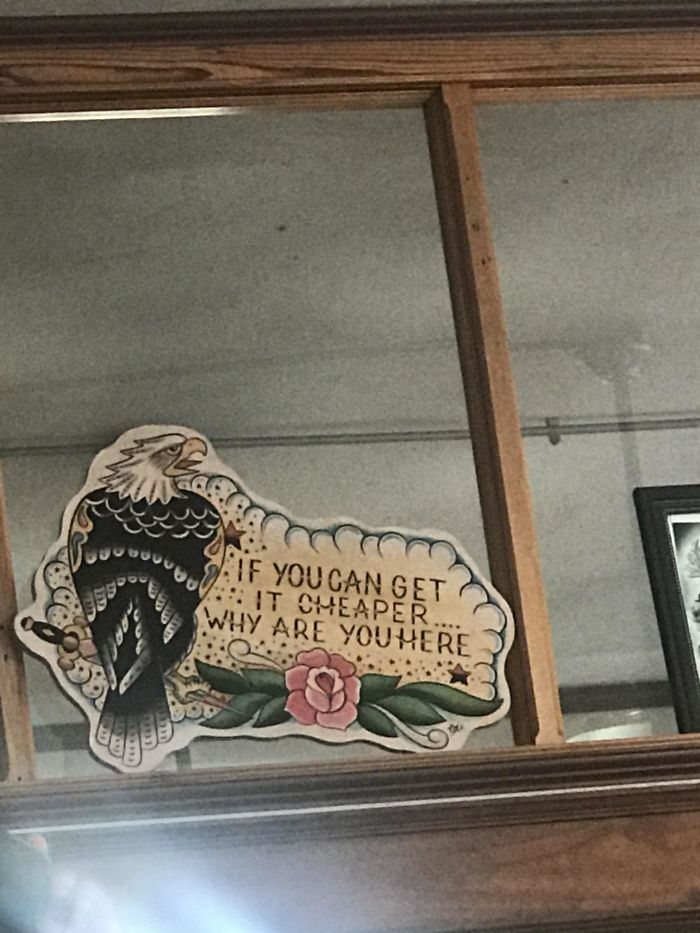 IF YOU CAN GET
IT CHEAPER....
WHY ARE YOU HERE